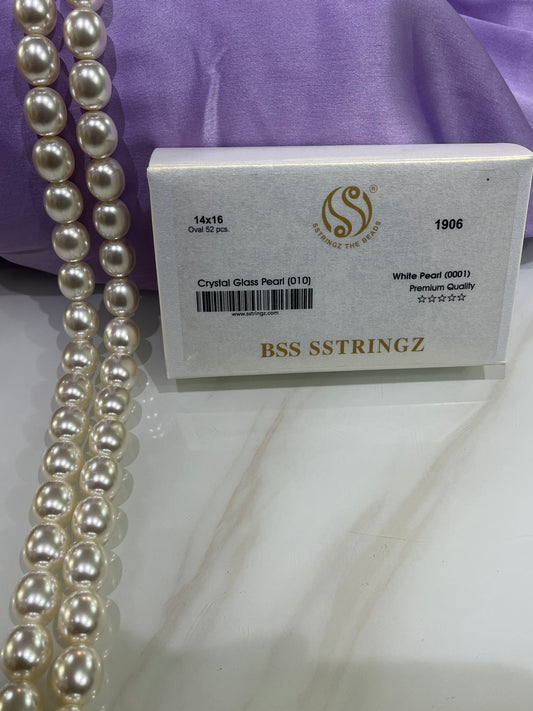 14x16
Oval 52 pcs.
®
SSTRINGZ THE BEADS
1906
Crystal Glass Pearl (010)
www.sstringz.com
White Pearl (0001)
Premium Quality
☆☆☆☆☆
BSS SSTRINGZ